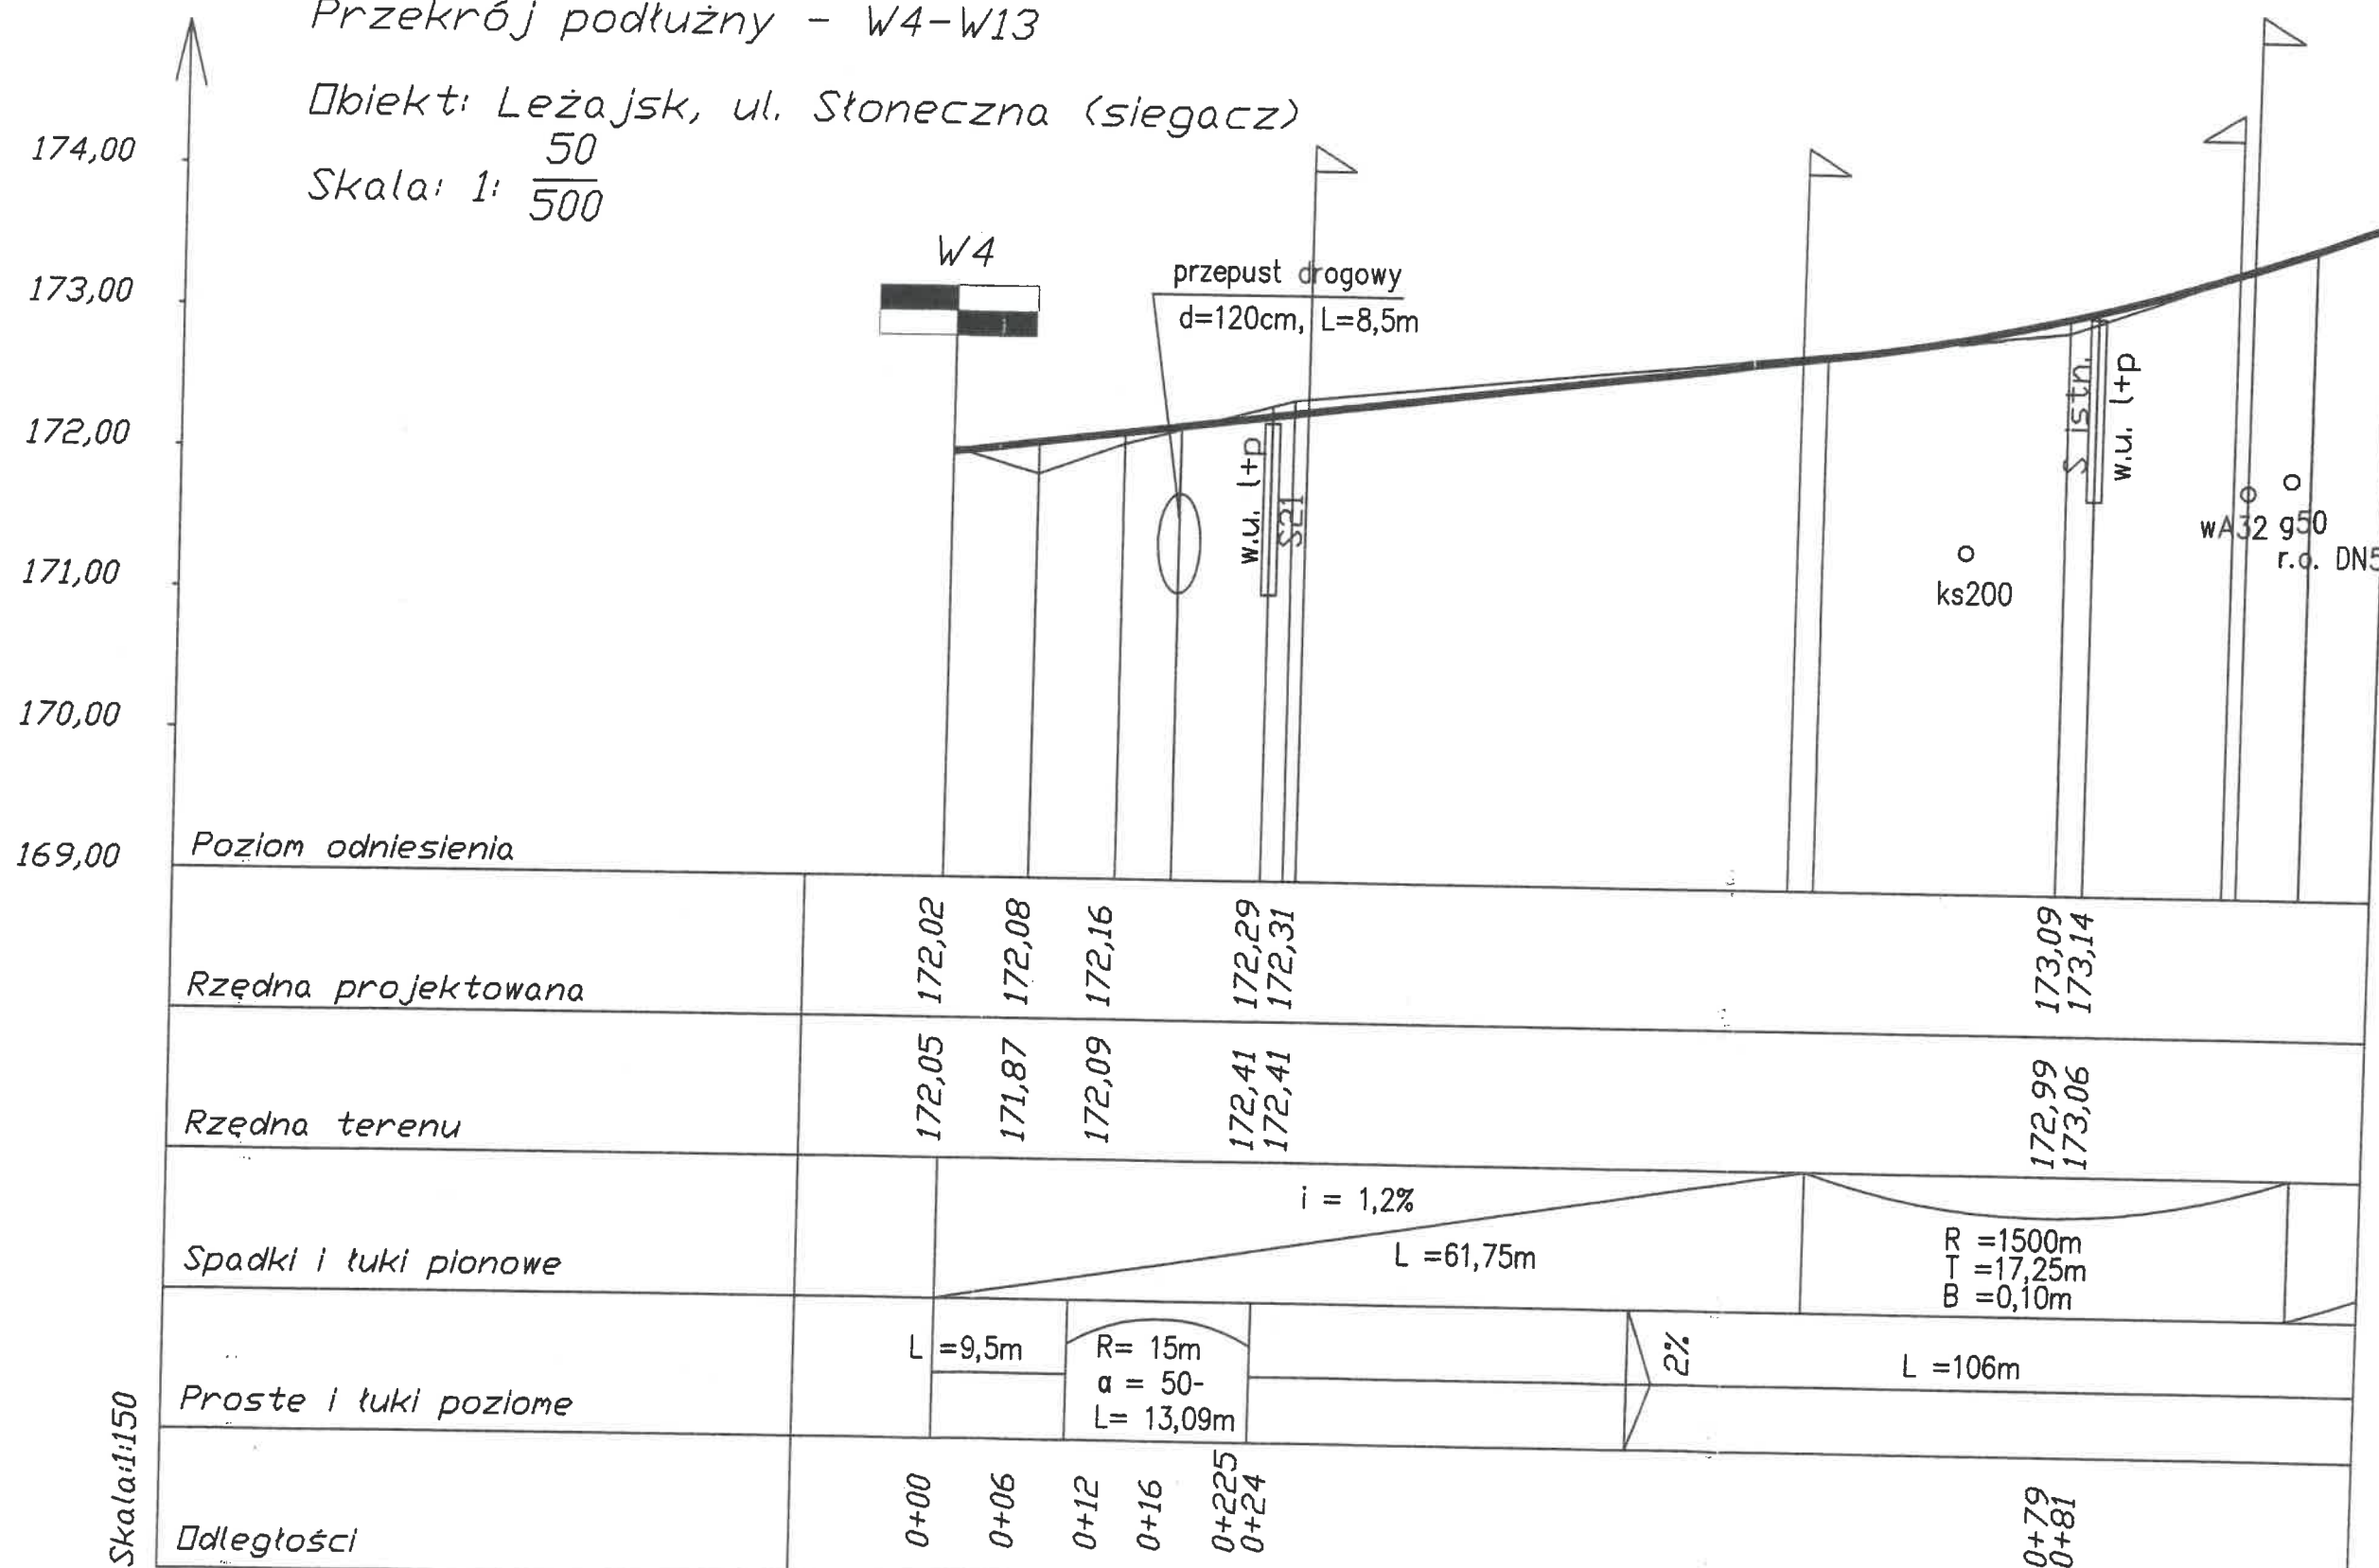 Przekrój podłużny - W4-W13
Obiekt: Leżajsk, ul. Słoneczna (siegacz)
Skala: 1: 50
500
174,00
173,00
172,00
171,00
170,00
169,00
W4
przepust drogowy
d=120cm, L=8,5m
w.u. l+p
S21
S istn.
w.u. l+p
ks200
wA32 g50
r.o. DN5
Poziom odniesienia
Rzędna projektowana
172,02
172,08
172,16
172,29
172,31
173,09
173,14
Rzędna terenu
172,05
171,87
172,09
172,41
172,41
172,99
173,06
Spadki i łuki pionowe
i = 1,2%
L =61,75m
R =1500m
T =17,25m
B =0,10m
Proste i łuki poziome
L =9,5m
R= 15m
α = 50-
L= 13,09m
2%
L =106m
Odległości
0+00
0+06
0+12
0+16
0+225
0+24
0+79
0+81
Skala:1:150